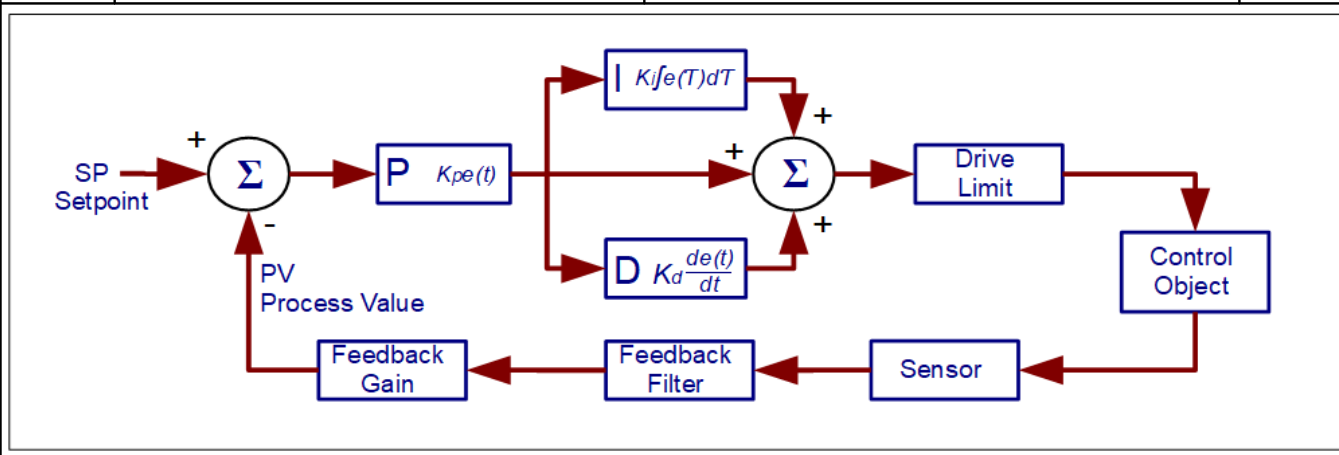 I Ki∫e(T)dT
+
+
+
SP
Setpoint
Σ
P Kpe(t)
Σ
Drive
Limit
-
+
D Kd de(t)
dt
PV
Process Value
Control
Object
Feedback
Gain
Feedback
Filter
Sensor